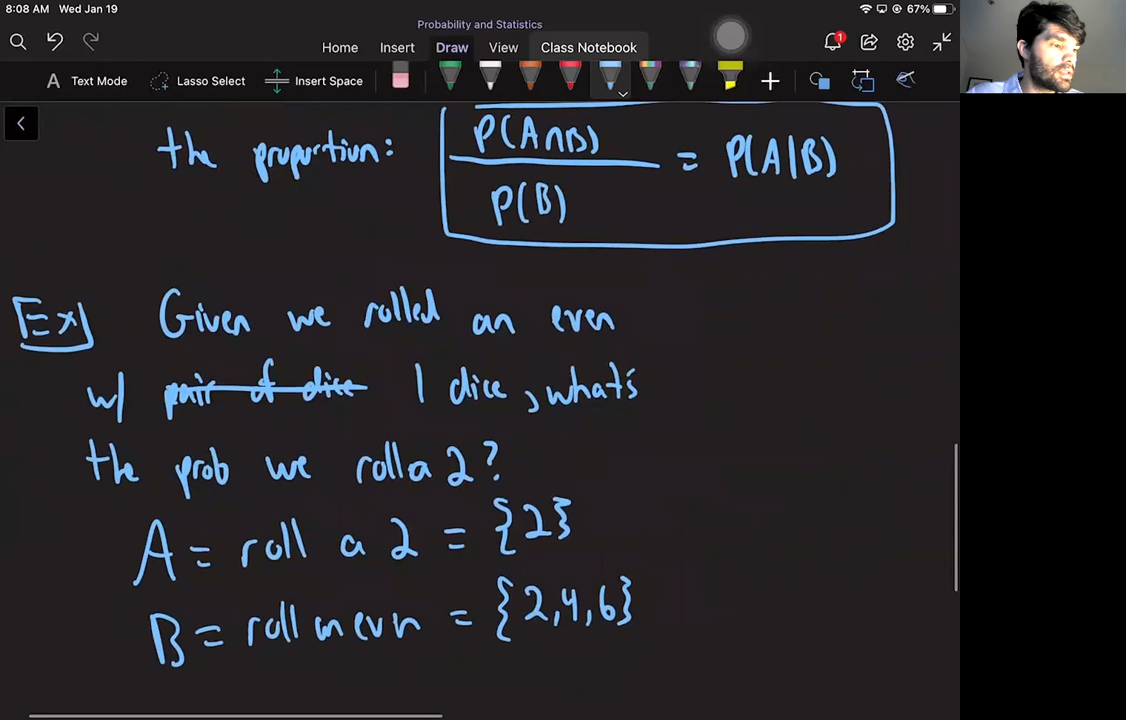 8:08 AM Wed Jan 19
67%
Probability and Statistics
Home Insert Draw View Class Notebook
1
Text Mode Lasso Select Insert Space
the proportion: P(A∩B) / P(B) = P(A|B)
Ex Given we rolled an even
w/ pair of dice 1 dice, what's
the prob we roll a 2?
A = roll a 2 = {2}
B = roll an even = {2,4,6}